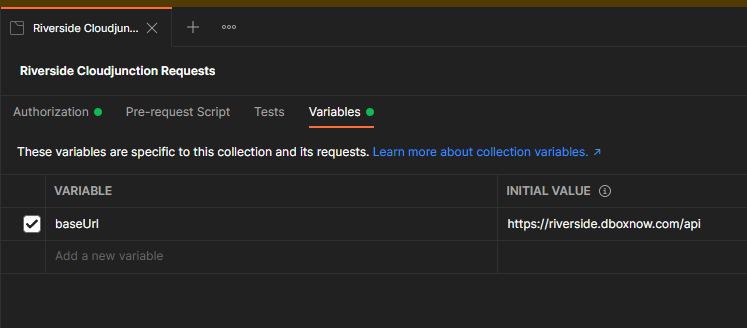 Riverside Cloudjun...
Riverside Cloudjunction Requests
Authorization Pre-request Script Tests Variables
These variables are specific to this collection and its requests. Learn more about collection variables. ↗
VARIABLE INITIAL VALUE
baseUrl https://riverside.dboxnow.com/api
Add a new variable